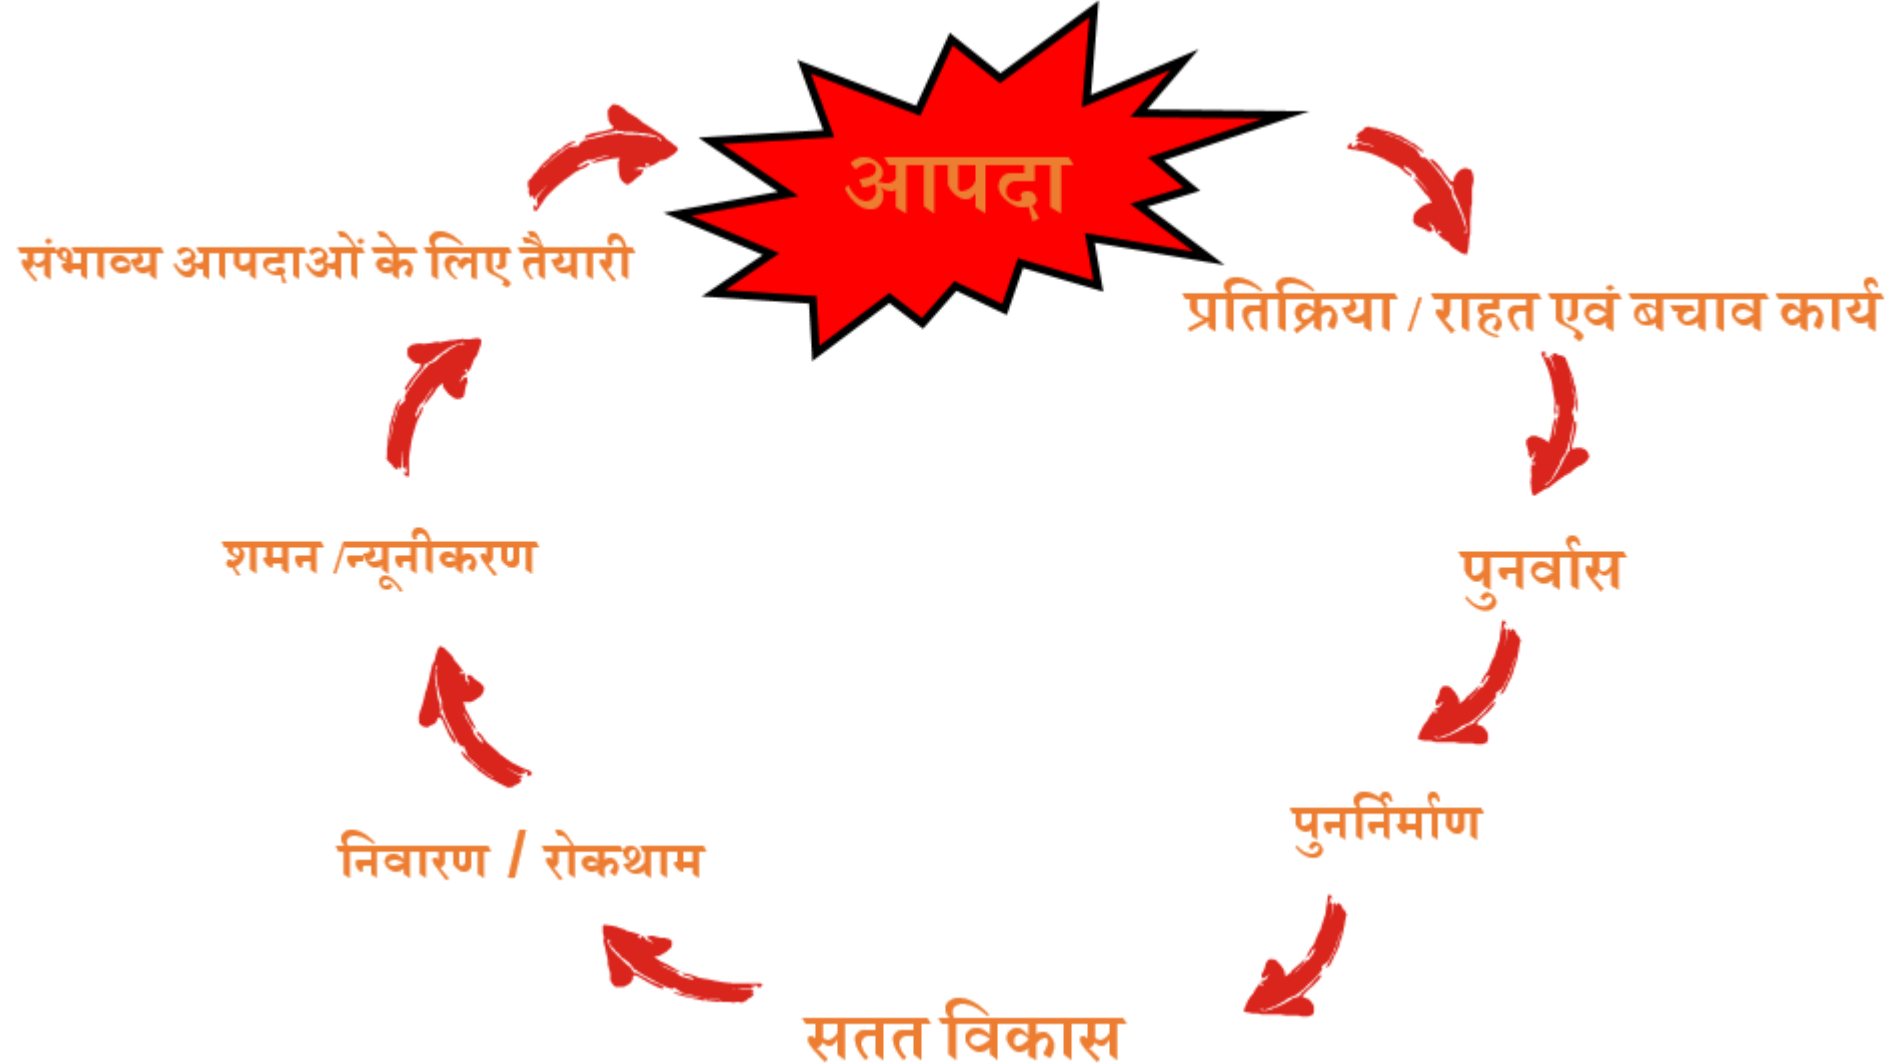 आपदा
प्रतिक्रिया / राहत एवं बचाव कार्य
पुनर्वास
पुनर्निर्माण
सतत विकास
निवारण / रोकथाम
शमन /न्यूनीकरण
संभाव्य आपदाओं के लिए तैयारी